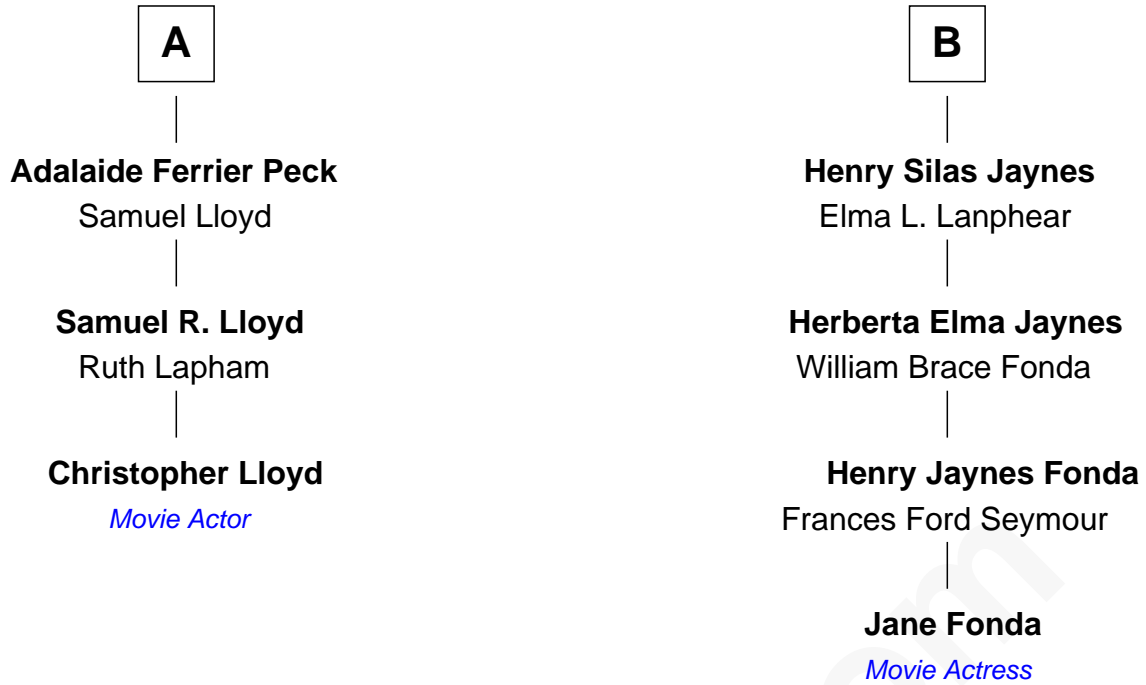 A
Adalaide Ferrier Peck
Samuel Lloyd
Samuel R. Lloyd
Ruth Lapham
Christopher Lloyd
Movie Actor
B
Henry Silas Jaynes
Elma L. Lanphear
Herberta Elma Jaynes
William Brace Fonda
Henry Jaynes Fonda
Frances Ford Seymour
Jane Fonda
Movie Actress